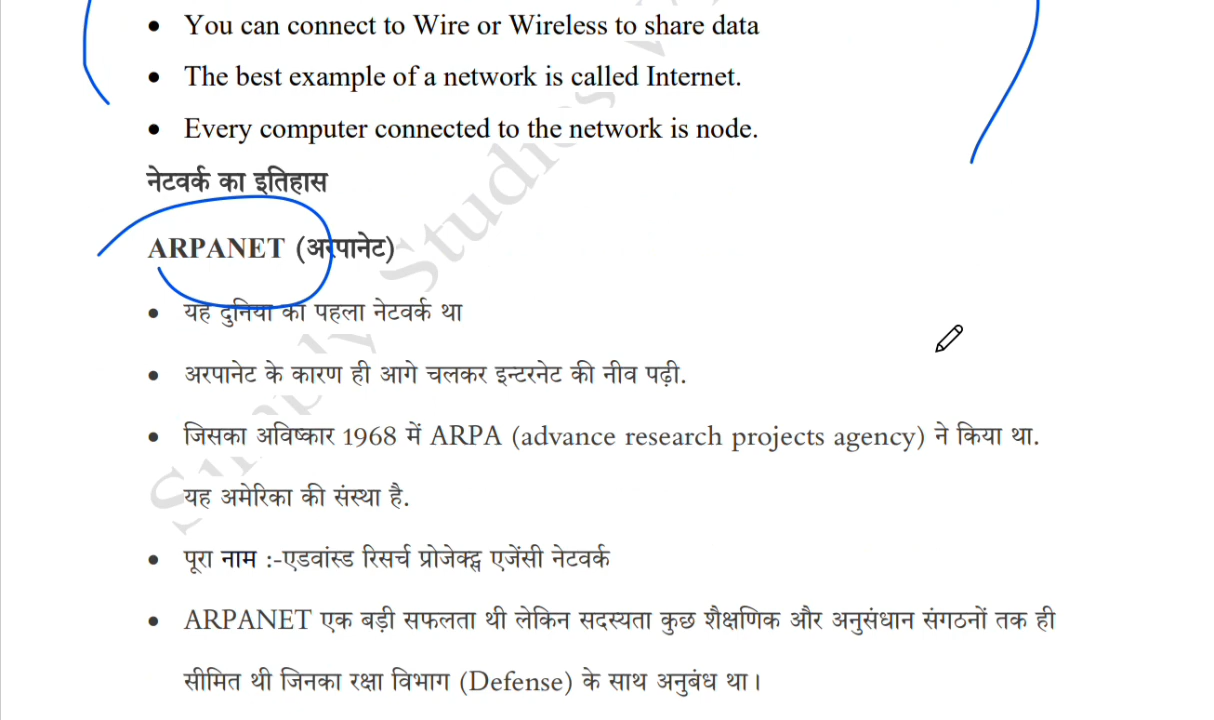 • You can connect to Wire or Wireless to share data
• The best example of a network is called Internet.
• Every computer connected to the network is node.
नेटवर्क का इतिहास
ARPANET (अरपानेट)
• यह दुनिया का पहला नेटवर्क था
• अरपानेट के कारण ही आगे चलकर इन्टरनेट की नीव पढ़ी.
• जिसका अविष्कार 1968 में ARPA (advance research projects agency) ने किया था.
यह अमेरिका की संस्था है.
• पूरा नाम :-एडवांस्ड रिसर्च प्रोजेक्ट्र एजेंसी नेटवर्क
• ARPANET एक बड़ी सफलता थी लेकिन सदस्यता कुछ शैक्षणिक और अनुसंधान संगठनों तक ही
सीमित थी जिनका रक्षा विभाग (Defense) के साथ अनुबंध था।
Simply Studies